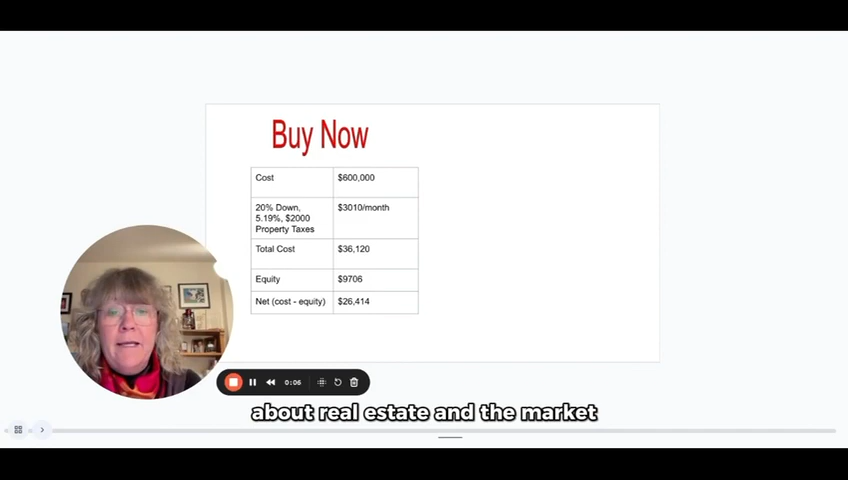 Buy Now
Cost $600,000
20% Down, $3010/month
5.19%, $2000
Property Taxes
Total Cost $36,120
Equity $9706
Net (cost - equity) $26,414
0:06
about real estate and the market